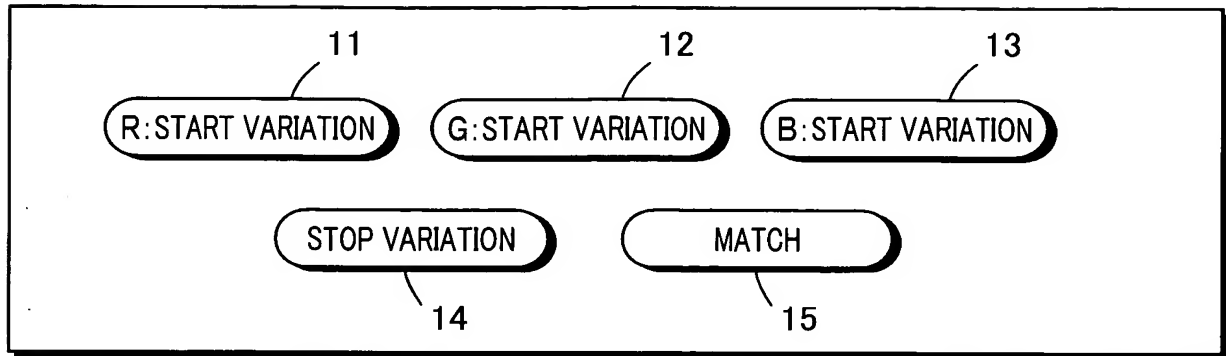 11 12 13
R:START VARIATION G:START VARIATION B:START VARIATION
STOP VARIATION MATCH
14 15